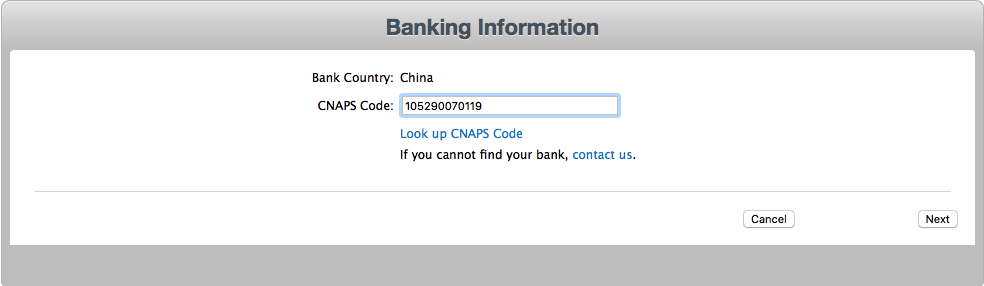 Banking Information
Bank Country: China
CNAPS Code: 105290070119
Look up CNAPS Code
If you cannot find your bank, contact us.
Cancel Next